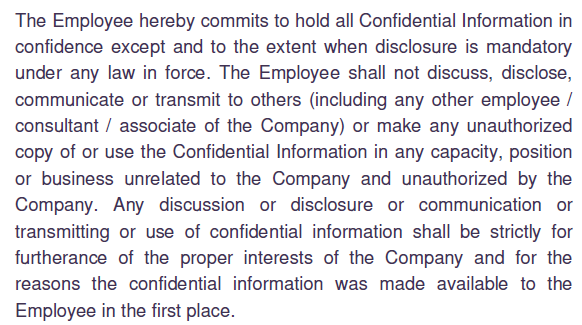 The Employee hereby commits to hold all Confidential Information in
confidence except and to the extent when disclosure is mandatory
under any law in force. The Employee shall not discuss, disclose,
communicate or transmit to others (including any other employee /
consultant / associate of the Company) or make any unauthorized
copy of or use the Confidential Information in any capacity, position
or business unrelated to the Company and unauthorized by the
Company. Any discussion or disclosure or communication or
transmitting or use of confidential information shall be strictly for
furtherance of the proper interests of the Company and for the
reasons the confidential information was made available to the
Employee in the first place.